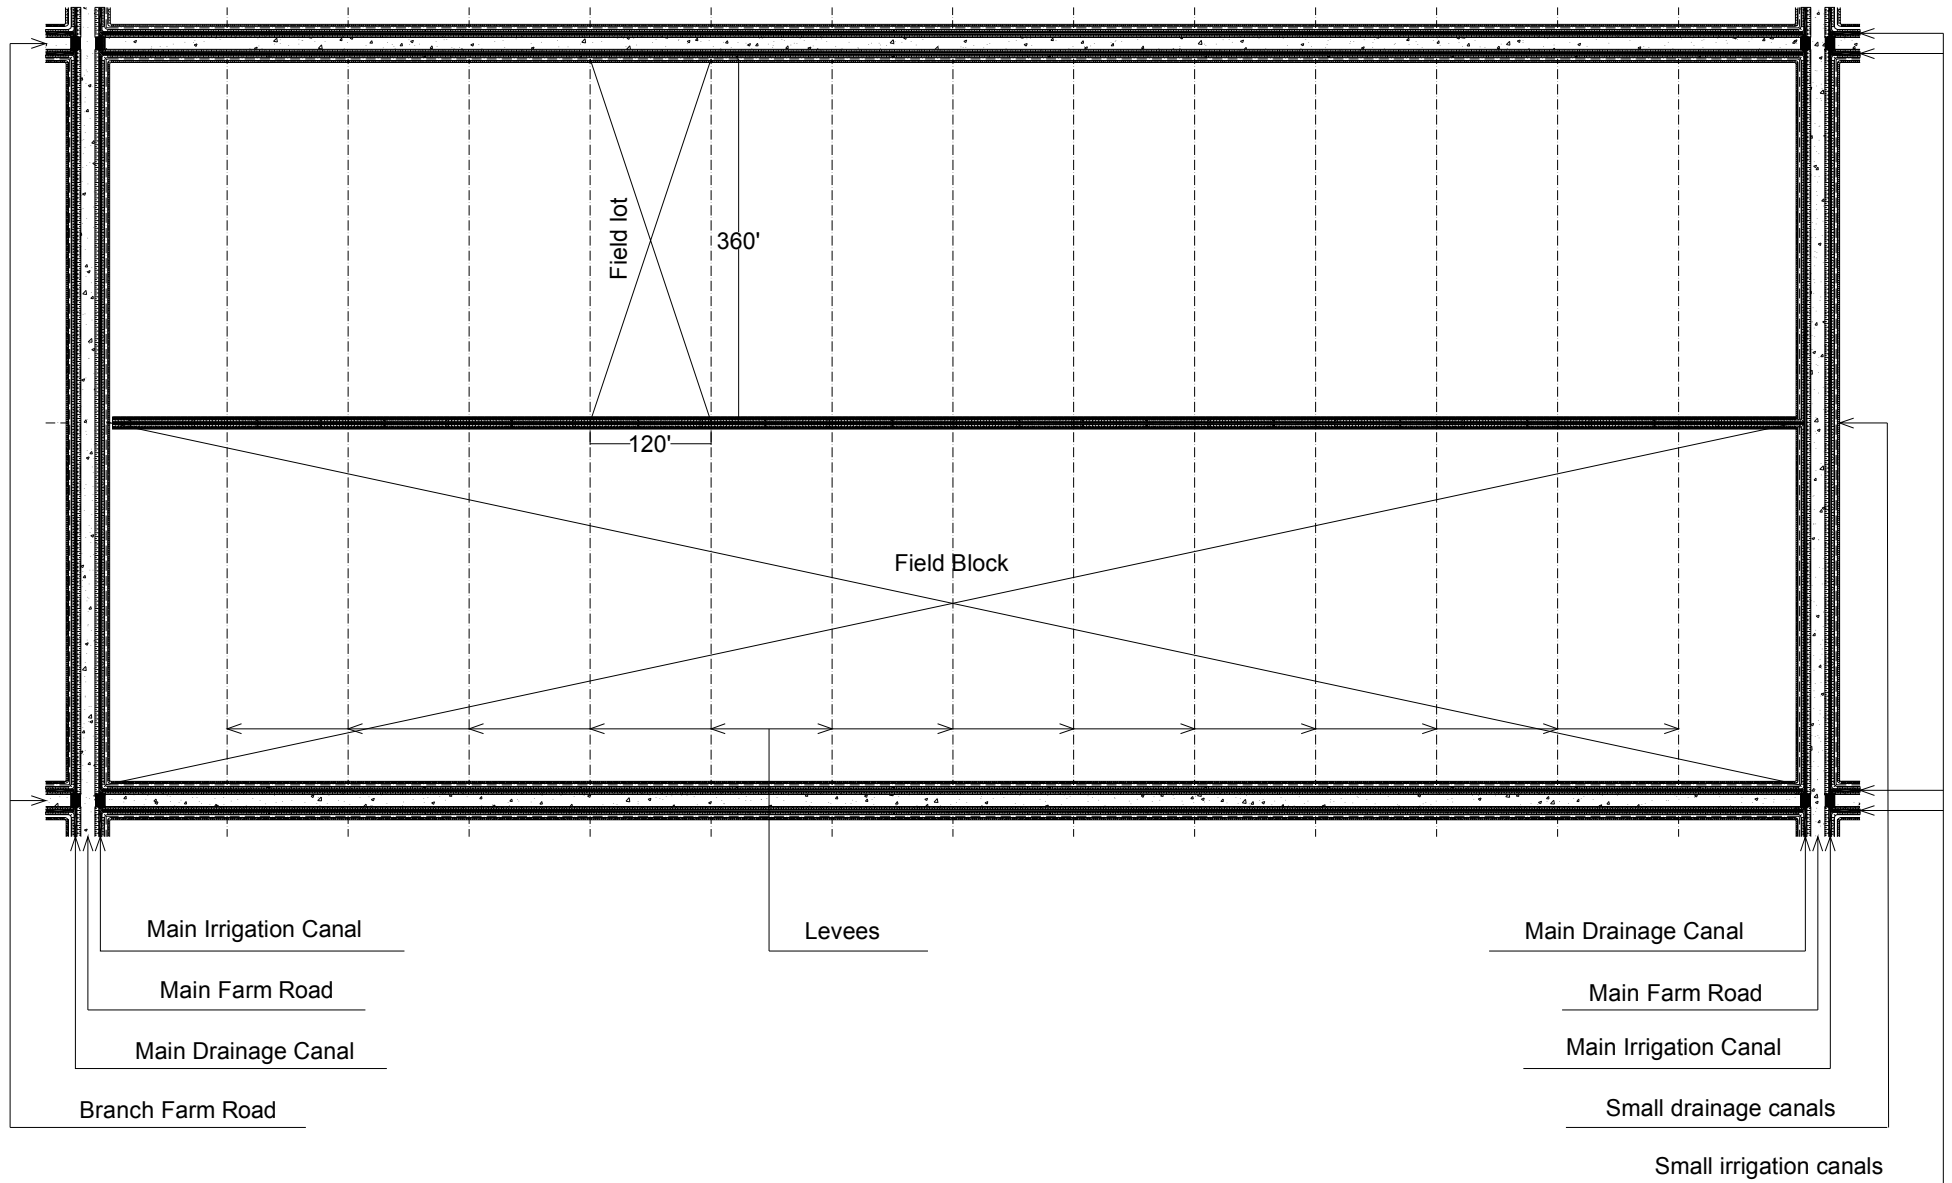 Field lot
360'
120'
Field Block
Main Irrigation Canal
Levees
Main Drainage Canal
Main Farm Road
Main Farm Road
Main Drainage Canal
Main Irrigation Canal
Branch Farm Road
Small drainage canals
Small irrigation canals